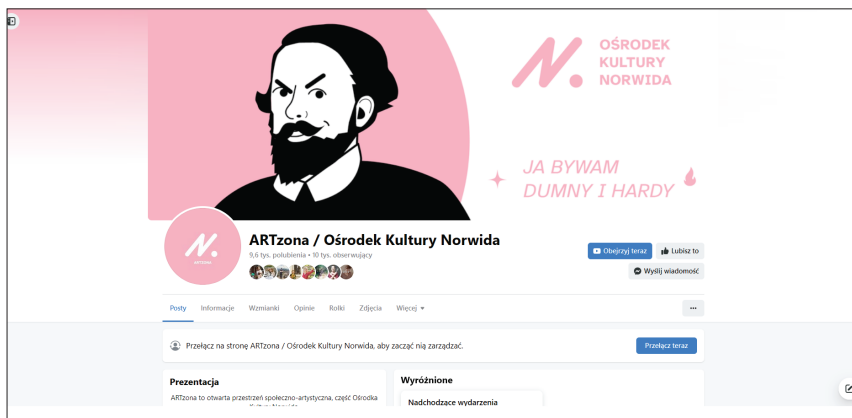 OŚRODEK
KULTURY
NORWIDA
JA BYWAM
DUMNY I HARDY
N.
ARTZONA
ARTzona / Ośrodek Kultury Norwida
9,6 tys. polubienia • 10 tys. obserwujący
Obejrzyj teraz
Lubisz to
Wyślij wiadomość
Posty Informacje Wzmianki Opinie Rolki Zdjęcia Więcej
Przełącz na stronę ARTzona / Ośrodek Kultury Norwida, aby zacząć nią zarządzać.
Przełącz teraz
Prezentacja
ARTzona to otwarta przestrzeń społeczno-artystyczna, część Ośrodka
Wyróżnione
Nadchodzące wydarzenia